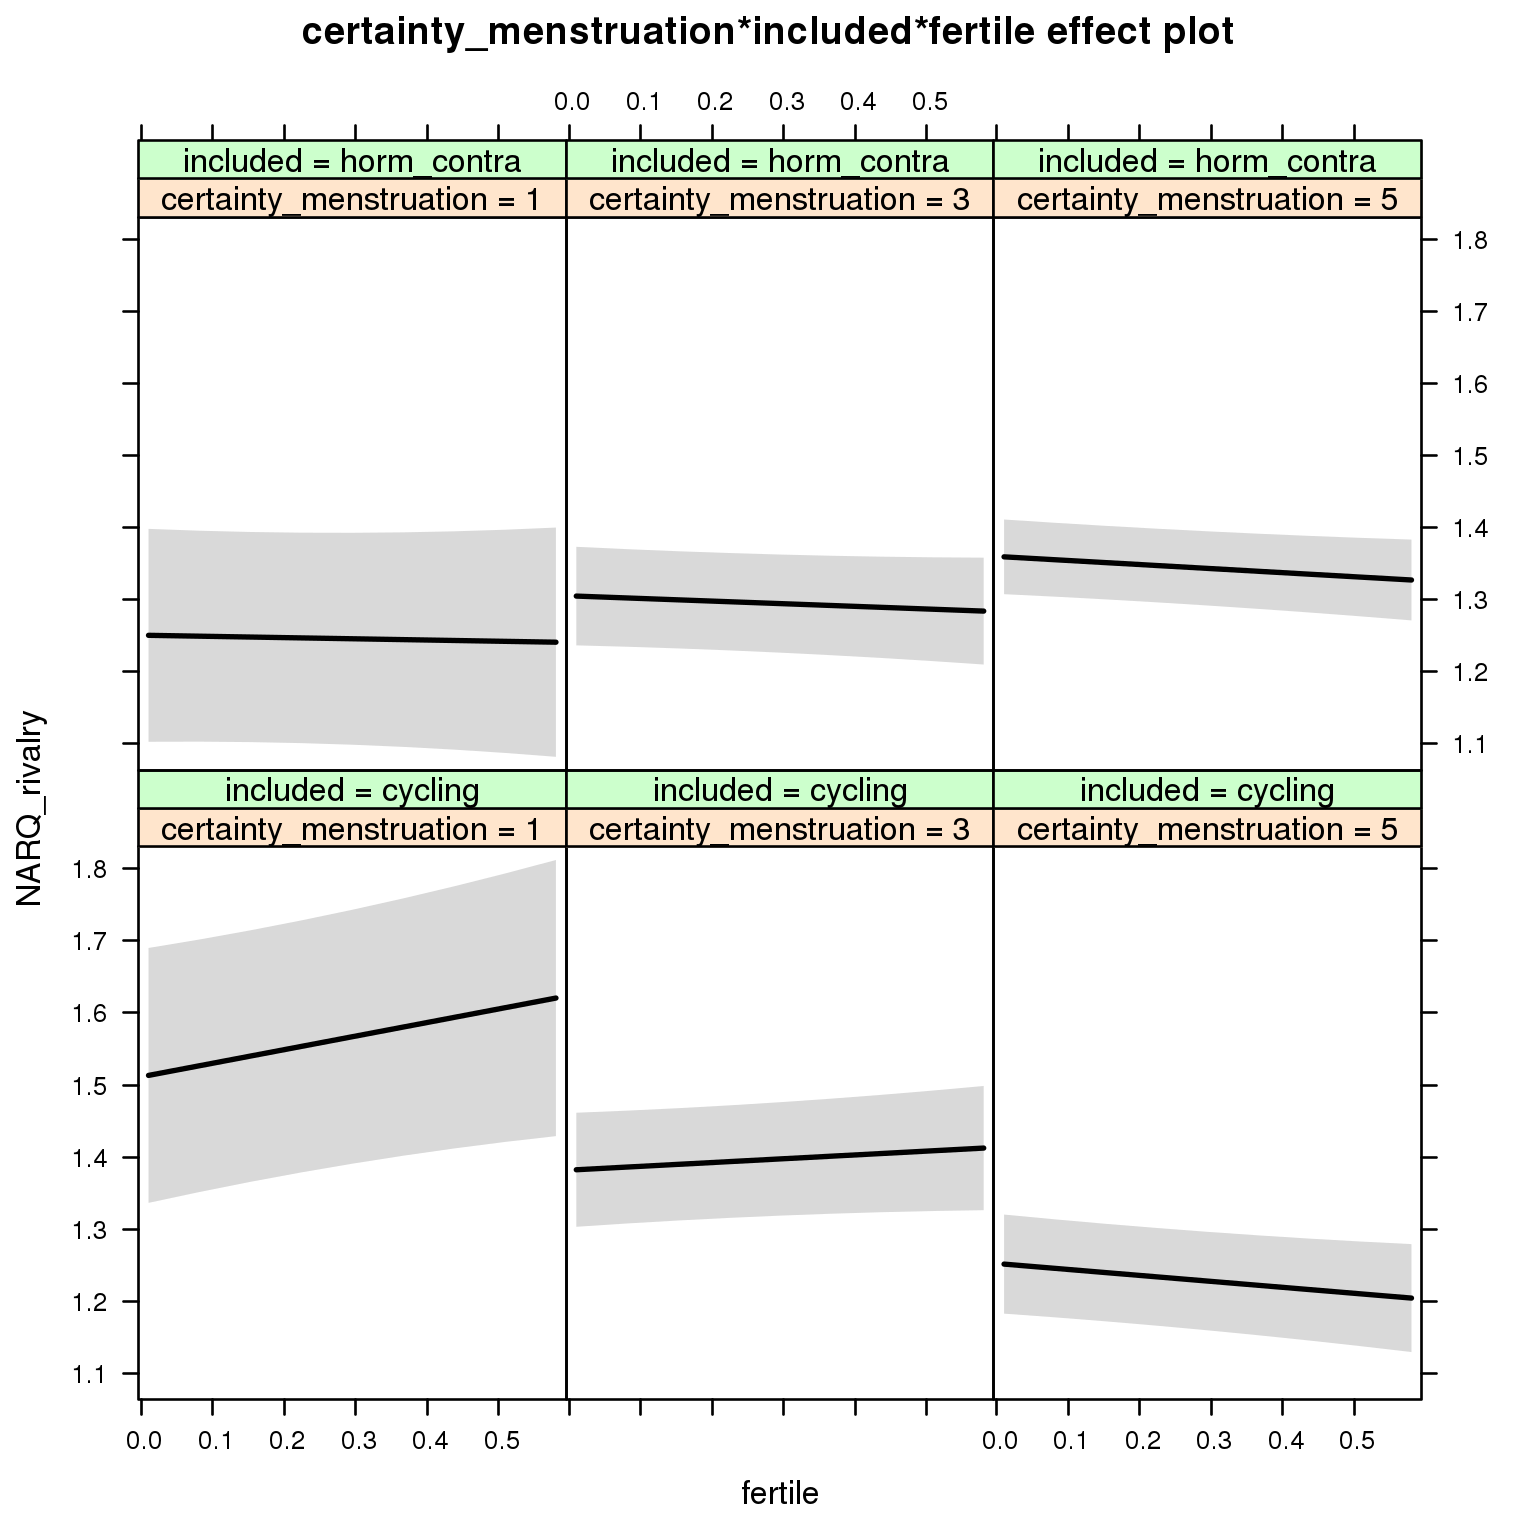 certainty_menstruation*included*fertile effect plot
0.0 0.1 0.2 0.3 0.4 0.5
included = horm_contra included = horm_contra included = horm_contra
certainty_menstruation = 1 certainty_menstruation = 3 certainty_menstruation = 5
1.8
1.7
1.6
1.5
1.4
1.3
1.2
1.1
NARQ_rivalry
included = cycling included = cycling included = cycling
certainty_menstruation = 1 certainty_menstruation = 3 certainty_menstruation = 5
1.8
1.7
1.6
1.5
1.4
1.3
1.2
1.1
0.0 0.1 0.2 0.3 0.4 0.5 0.0 0.1 0.2 0.3 0.4 0.5
fertile